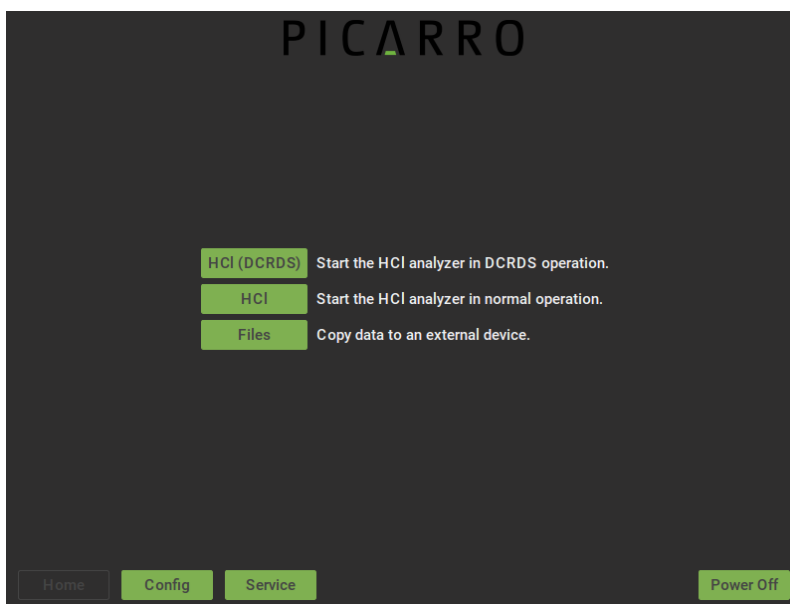 PICARRO
HCl (DCRDS) Start the HCl analyzer in DCRDS operation.
HCl Start the HCl analyzer in normal operation.
Files Copy data to an external device.
Home Config Service Power Off